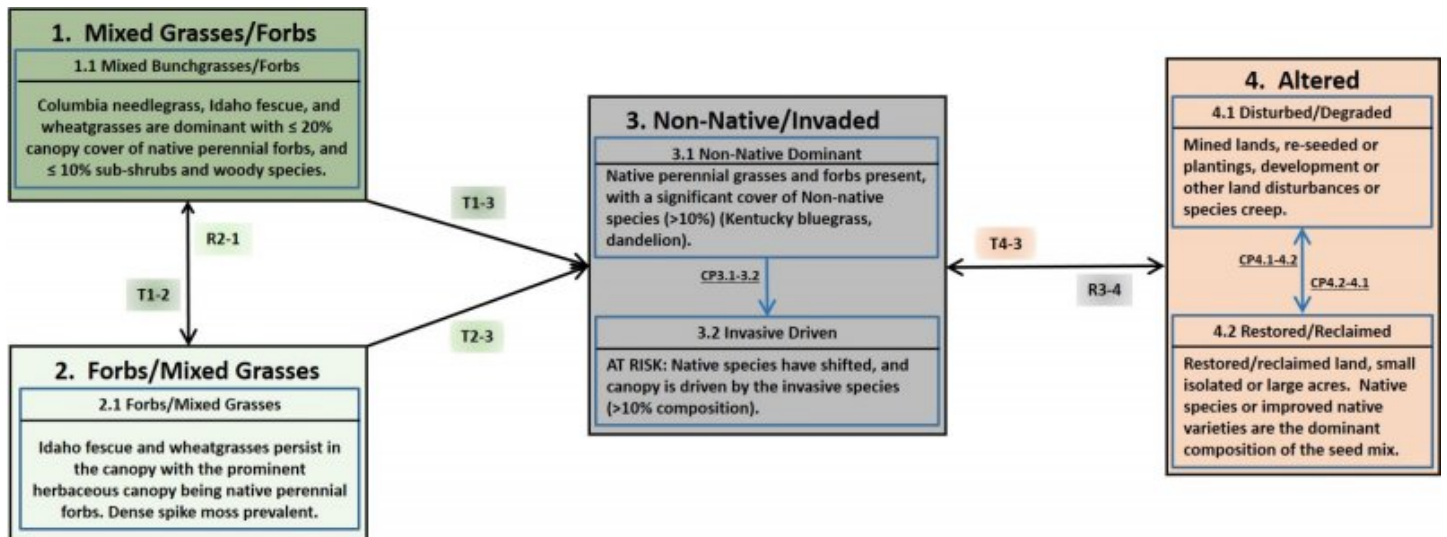 1. Mixed Grasses/Forbs
1.1 Mixed Bunchgrasses/Forbs
Columbia needlegrass, Idaho fescue, and
wheatgrasses are dominant with ≤ 20%
canopy cover of native perennial forbs, and
≤ 10% sub-shrubs and woody species.
R2-1
T1-2
2. Forbs/Mixed Grasses
2.1 Forbs/Mixed Grasses
Idaho fescue and wheatgrasses persist in
the canopy with the prominent
herbaceous canopy being native perennial
forbs. Dense spike moss prevalent.
T1-3
T2-3
3. Non-Native/Invaded
3.1 Non-Native Dominant
Native perennial grasses and forbs present,
with a significant cover of Non-native
species (>10%) (Kentucky bluegrass,
dandelion).
CP3.1-3.2
3.2 Invasive Driven
AT RISK: Native species have shifted, and
canopy is driven by the invasive species
(>10% composition).
T4-3
R3-4
4. Altered
4.1 Disturbed/Degraded
Mined lands, re-seeded or
plantings, development or
other land disturbances or
species creep.
CP4.1-4.2
CP4.2-4.1
4.2 Restored/Reclaimed
Restored/reclaimed land, small
isolated or large acres. Native
species or improved native
varieties are the dominant
composition of the seed mix.